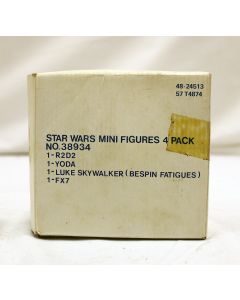 48-24513
57 T4874
STAR WARS MINI FIGURES 4 PACK
NO.38934
1-R2D2
1-YODA
1-LUKE SKYWALKER (BESPIN FATIGUES)
1-FX7